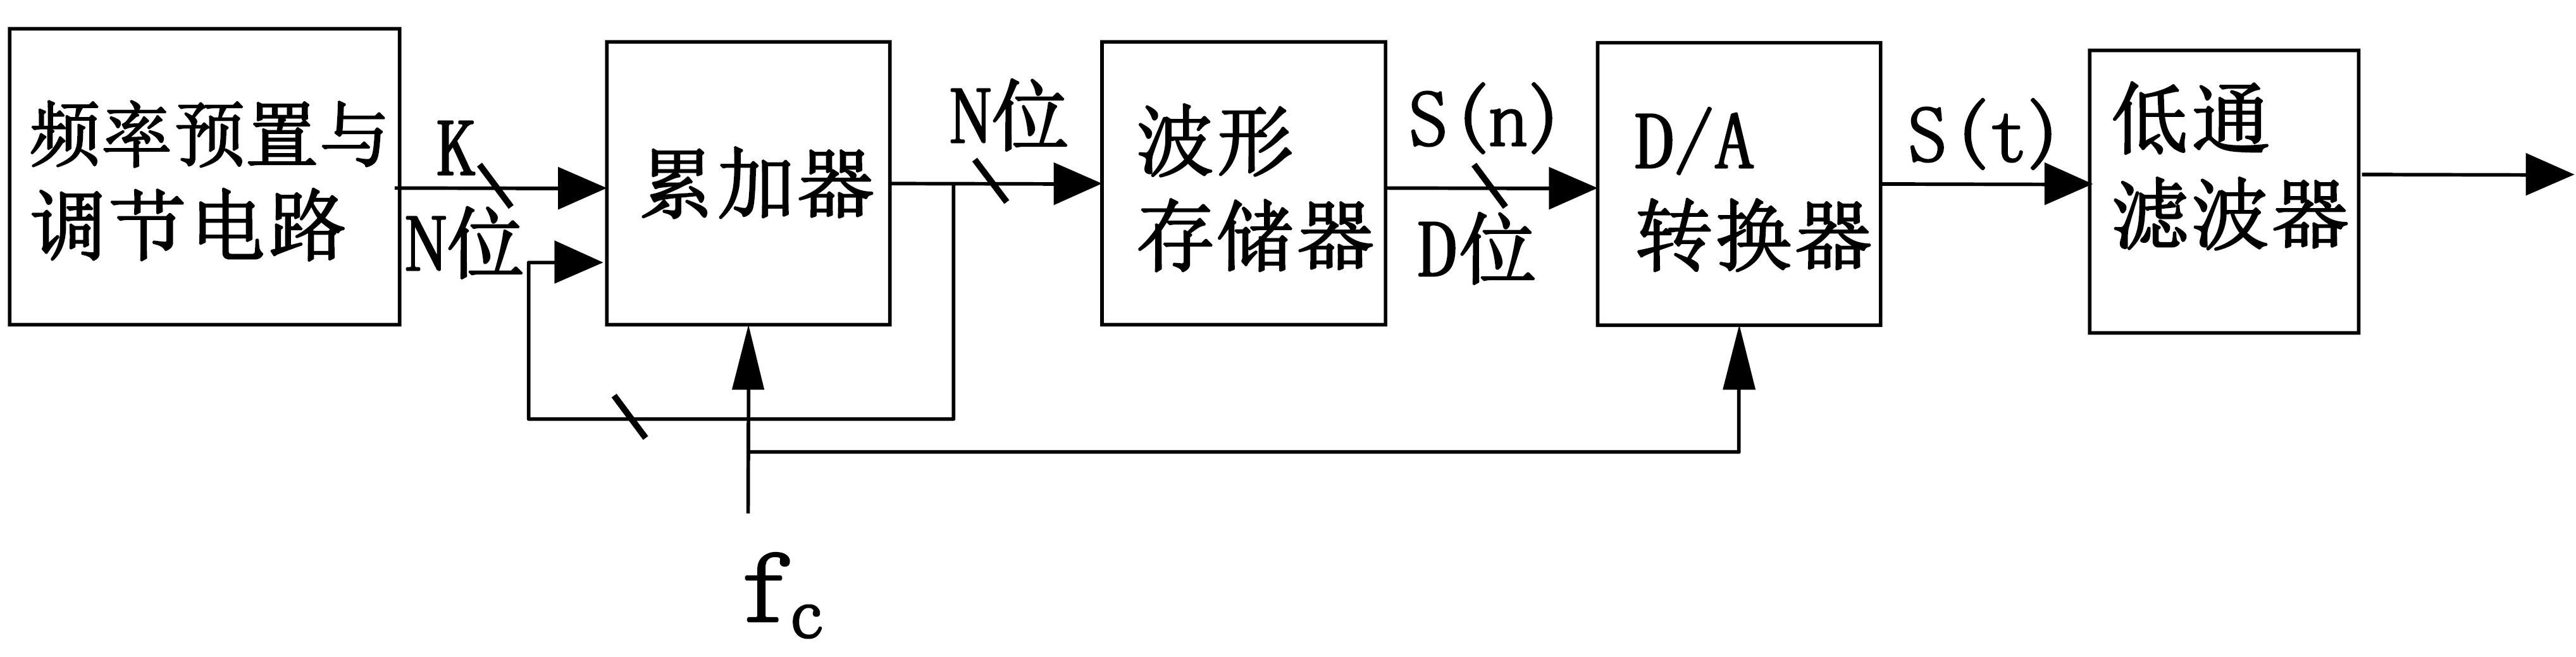 频率预置与
调节电路
K
N位
累加器
N位
波形
存储器
S(n)
D位
D/A
转换器
S(t)
低通
滤波器
fc